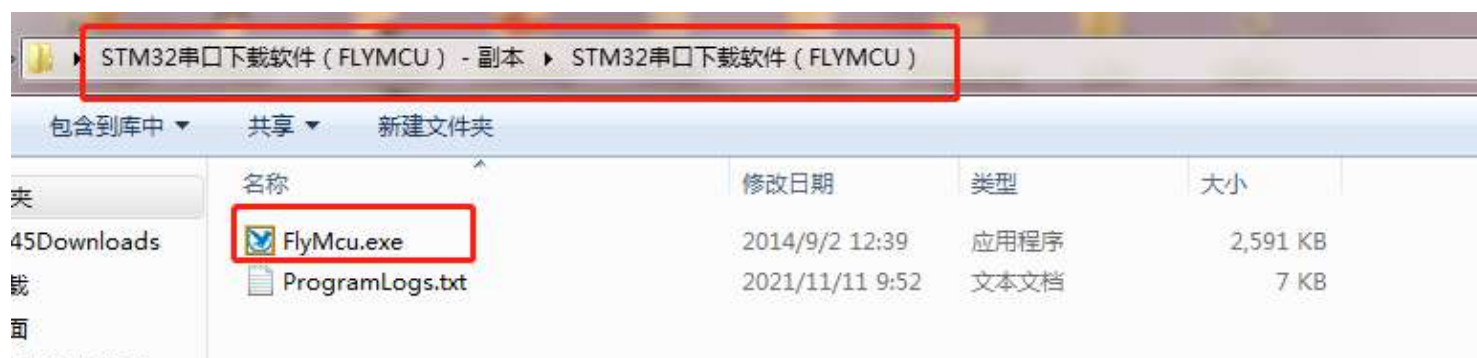 STM32串口下载软件（FLYMCU） - 副本 ▸ STM32串口下载软件（FLYMCU）
包含到库中 ▼ 共享 ▼ 新建文件夹
名称 修改日期 类型 大小
夹
45Downloads FlyMcu.exe 2014/9/2 12:39 应用程序 2,591 KB
载 ProgramLogs.txt 2021/11/11 9:52 文本文档 7 KB
面